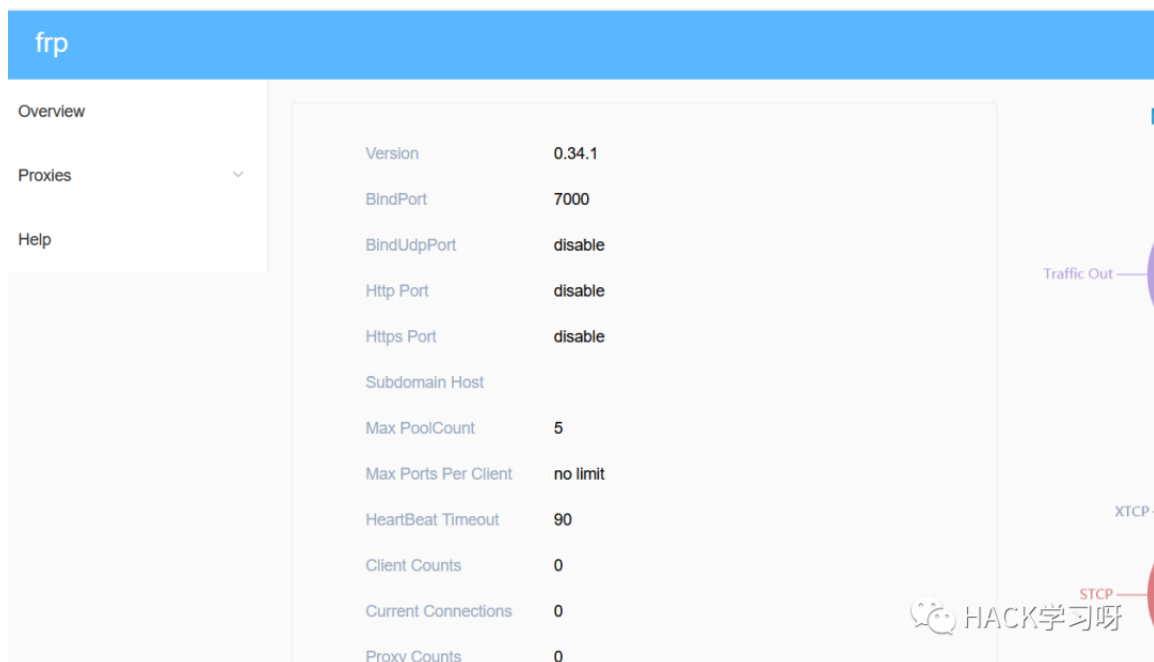 frp
Overview
Proxies
Help
Version 0.34.1
BindPort 7000
BindUdpPort disable
Http Port disable
Https Port disable
Subdomain Host
Max PoolCount 5
Max Ports Per Client no limit
HeartBeat Timeout 90
Client Counts 0
Current Connections 0
Proxy Counts 0
Traffic Out
XTCP
STCP
HACK学习呀